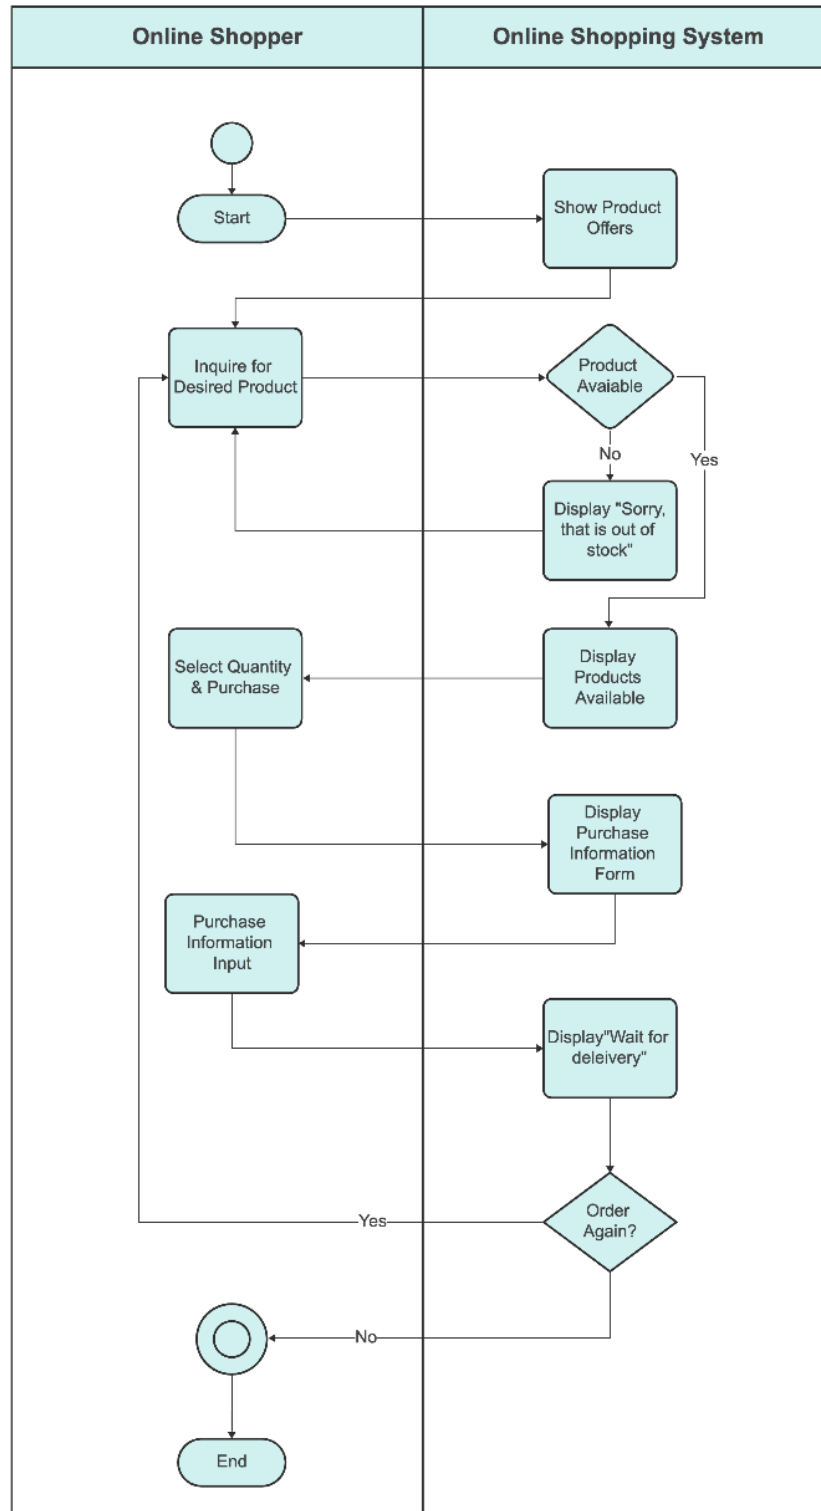 Online Shopper
Online Shopping System
Start
Show Product
Offers
Inquire for
Desired Product
Product
Avaiable
No
Yes
Display "Sorry,
that is out of
stock"
Select Quantity
& Purchase
Display
Products
Available
Display
Purchase
Information
Form
Purchase
Information
Input
Display"Wait for
deleivery"
Order
Again?
Yes
No
End